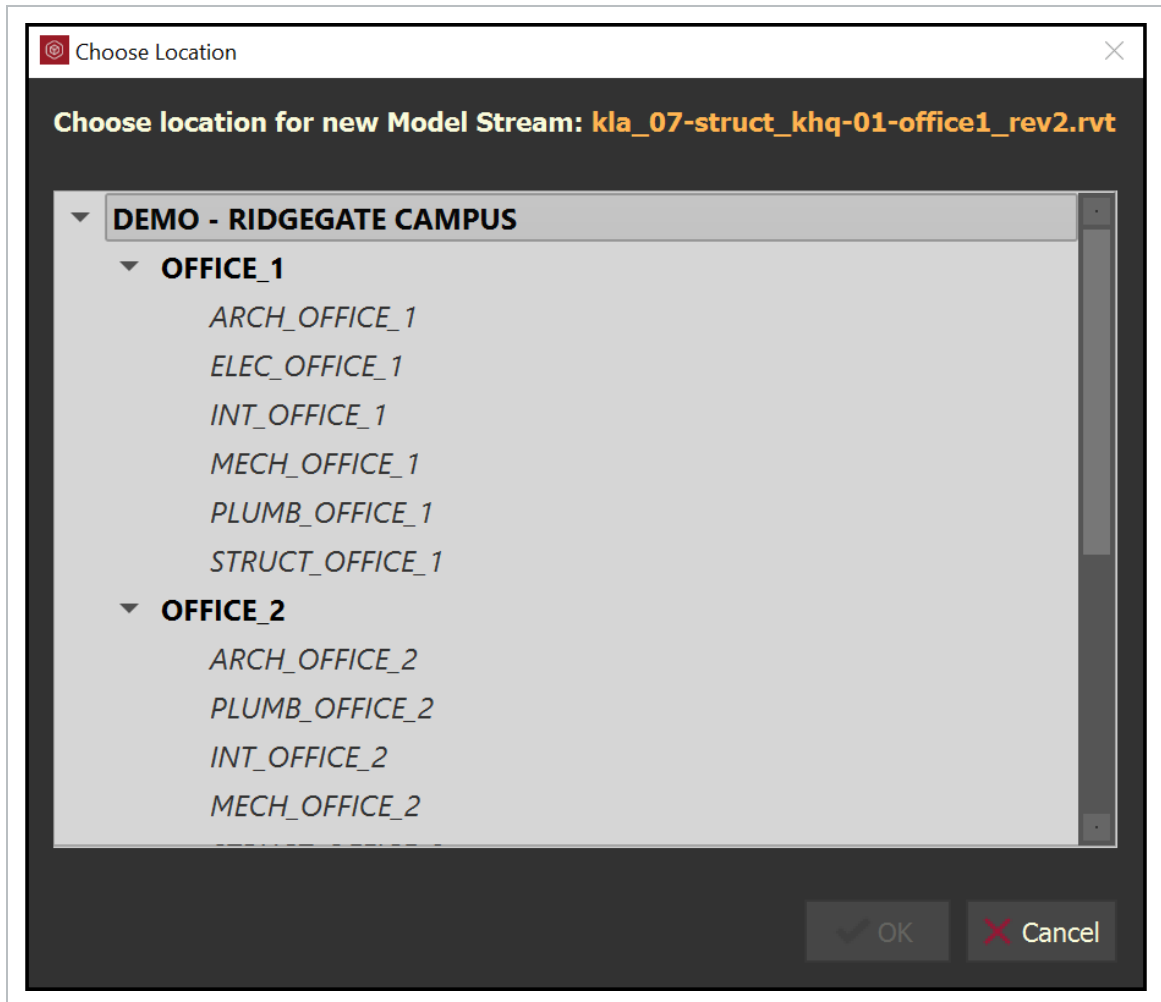 Choose Location
Choose location for new Model Stream: kla_07-struct_khq-01-office1_rev2.rvt
DEMO - RIDGEGATE CAMPUS
OFFICE_1
ARCH_OFFICE_1
ELEC_OFFICE_1
INT_OFFICE_1
MECH_OFFICE_1
PLUMB_OFFICE_1
STRUCT_OFFICE_1
OFFICE_2
ARCH_OFFICE_2
PLUMB_OFFICE_2
INT_OFFICE_2
MECH_OFFICE_2
OK Cancel